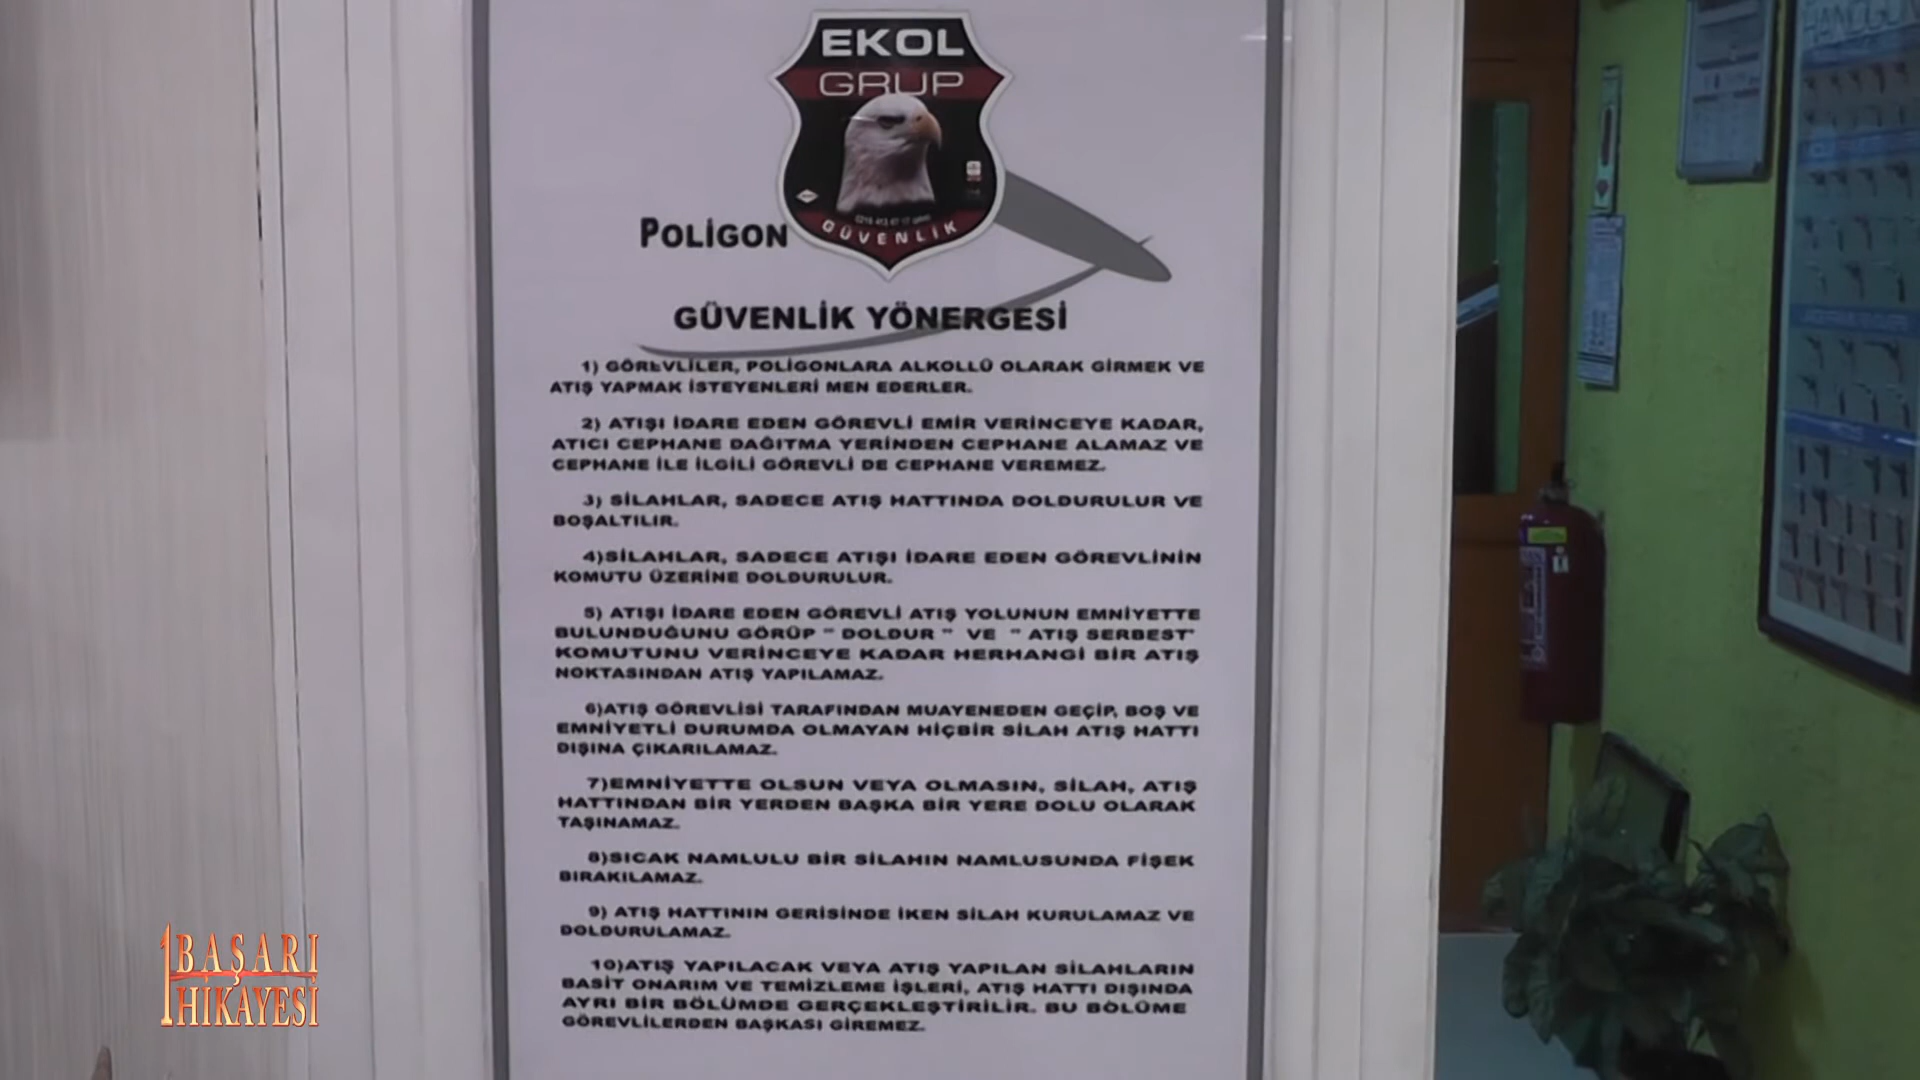 EKOL
GRUP
GÜVENLİK
POLİGON
GÜVENLİK YÖNERGESİ
1) GÖREVLİLER, POLİGONLARA ALKOLLÜ OLARAK GİRMEK VE
ATIŞ YAPMAK İSTEYENLERİ MEN EDERLER.
2) ATIŞI İDARE EDEN GÖREVLİ EMİR VERİNCEYE KADAR,
ATICI CEPHANE DAĞITMA YERİNDEN CEPHANE ALAMAZ VE
CEPHANE İLE İLGİLİ GÖREVLİ DE CEPHANE VEREMEZ.
3) SİLAHLAR, SADECE ATIŞ HATTINDA DOLDURULUR VE
BOŞALTILIR.
4)SİLAHLAR, SADECE ATIŞI İDARE EDEN GÖREVLİNİN
KOMUTU ÜZERİNE DOLDURULUR.
5) ATIŞI İDARE EDEN GÖREVLİ ATIŞ YOLUNUN EMNİYETTE
BULUNDUĞUNU GÖRÜP " DOLDUR " VE " ATIŞ SERBEST"
KOMUTUNU VERİNCEYE KADAR HERHANGİ BİR ATIŞ
NOKTASINDAN ATIŞ YAPILAMAZ.
6)ATIŞ GÖREVLİSİ TARAFINDAN MUAYENEDEN GEÇİP, BOŞ VE
EMNİYETLİ DURUMDA OLMAYAN HİÇBİR SİLAH ATIŞ HATTI
DIŞINA ÇIKARILAMAZ.
7)EMNİYETTE OLSUN VEYA OLMASIN, SİLAH, ATIŞ
HATTINDAN BİR YERDEN BAŞKA BİR YERE DOLU OLARAK
TAŞINAMAZ.
8)SICAK NAMLULU BİR SİLAHIN NAMLUSUNDA FİŞEK
BIRAKILAMAZ.
9) ATIŞ HATTININ GERİSİNDE İKEN SİLAH KURULAMAZ VE
DOLDURULAMAZ.
10)ATIŞ YAPILACAK VEYA ATIŞ YAPILAN SİLAHLARIN
BASİT ONARIM VE TEMİZLEME İŞLERİ, ATIŞ HATTI DIŞINDA
AYRI BİR BÖLÜMDE GERÇEKLEŞTİRİLİR. BU BÖLÜME
GÖREVLİLERDEN BAŞKASI GİREMEZ.
1 BAŞARI
HİKAYESİ